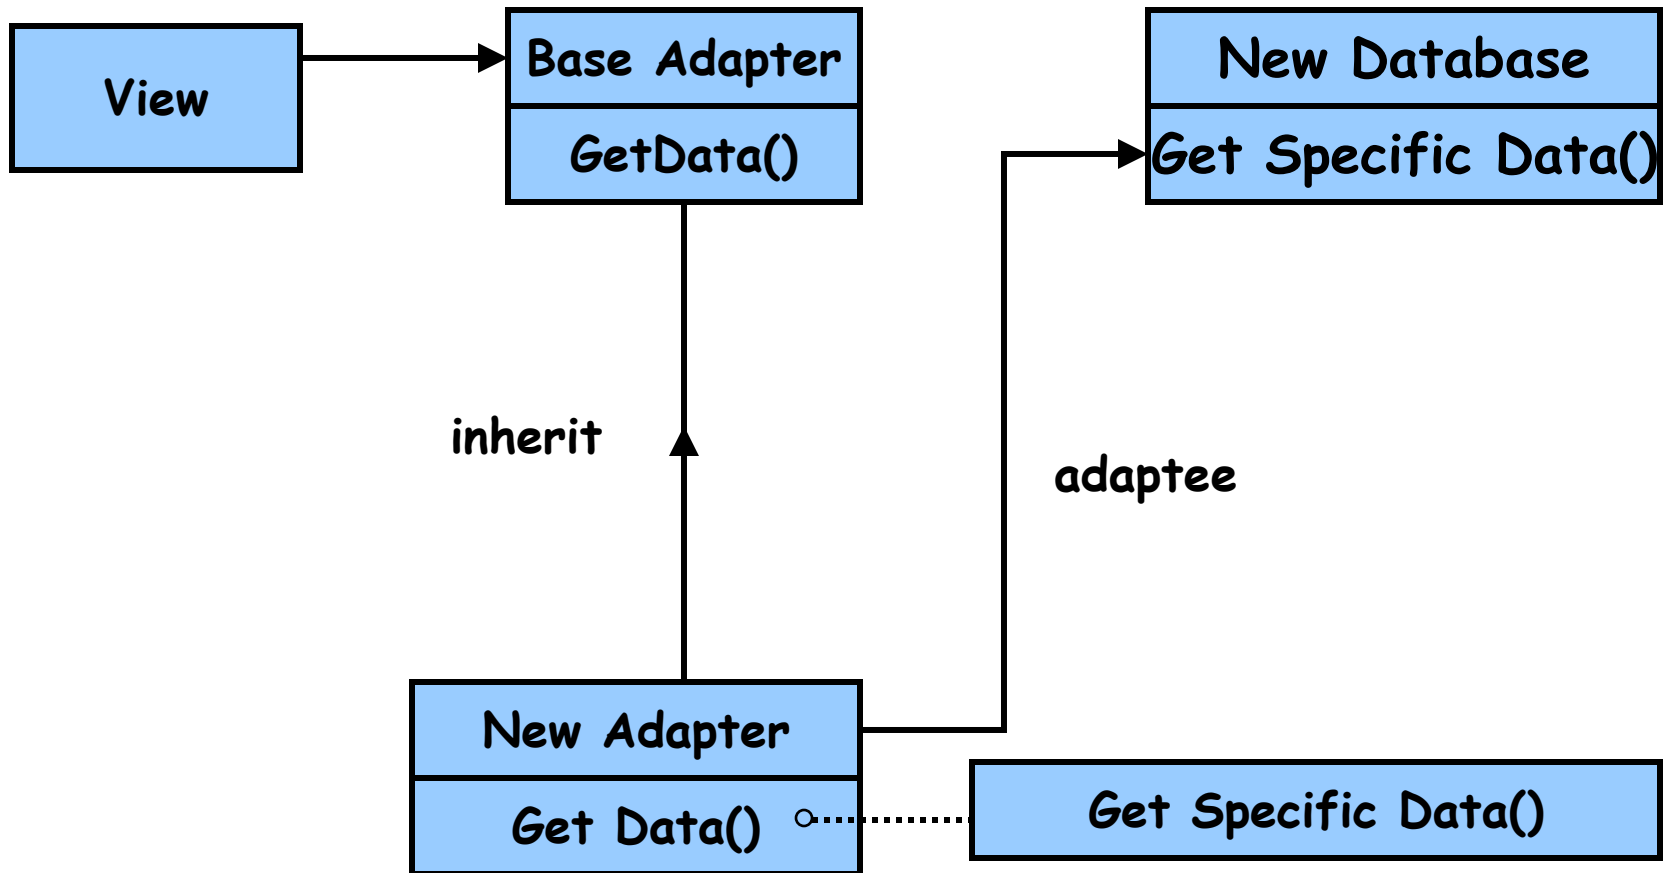 View
Base Adapter
GetData()
New Database
Get Specific Data()
inherit
adaptee
New Adapter
Get Data()
Get Specific Data()